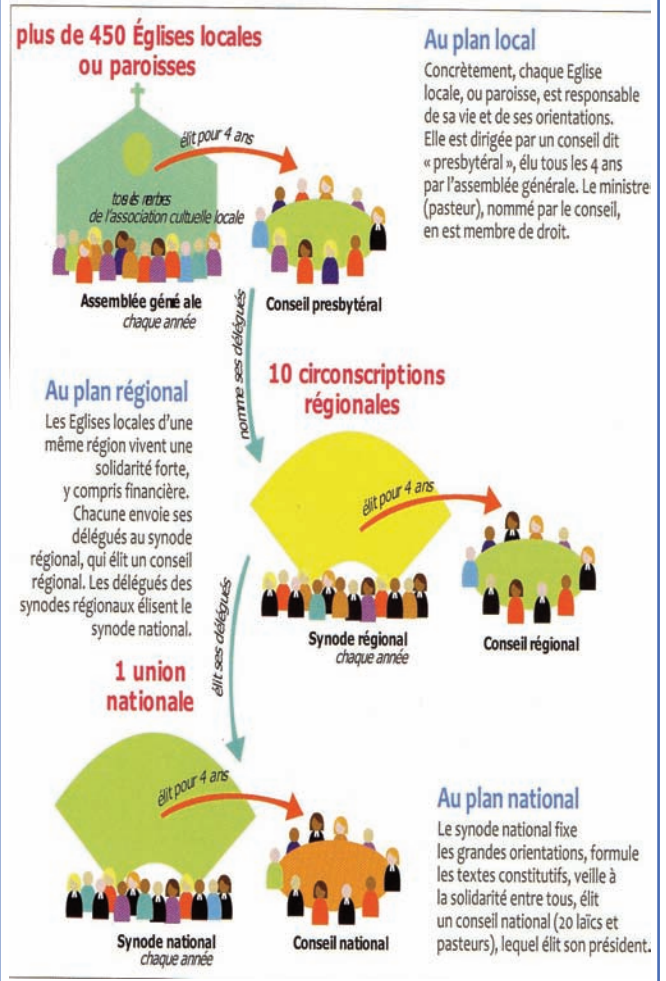 plus de 450 Églises locales
ou paroisses
élit pour 4 ans
tous les membres
de l'association cultuelle locale
Assemblée géné ale
chaque année
Conseil presbytéral
Au plan local
Concrètement, chaque Eglise
locale, ou paroisse, est responsable
de sa vie et de ses orientations.
Elle est dirigée par un conseil dit
« presbytéral », élu tous les 4 ans
par l'assemblée générale. Le ministre
(pasteur), nommé par le conseil,
en est membre de droit.
nomme ses délégués
10 circonscriptions
régionales
Au plan régional
Les Eglises locales d'une
même région vivent une
solidarité forte,
y compris financière.
Chacune envoie ses
délégués au synode
régional, qui élit un conseil
régional. Les délégués des
synodes régionaux élisent le
synode national.
élit pour 4 ans
Synode régional
chaque année
Conseil régional
élit ses délégués
1 union
nationale
élit pour 4 ans
Synode national
chaque année
Conseil national
Au plan national
Le synode national fixe
les grandes orientations, formule
les textes constitutifs, veille à
la solidarité entre tous, élit
un conseil national (20 laïcs et
pasteurs), lequel élit son président.